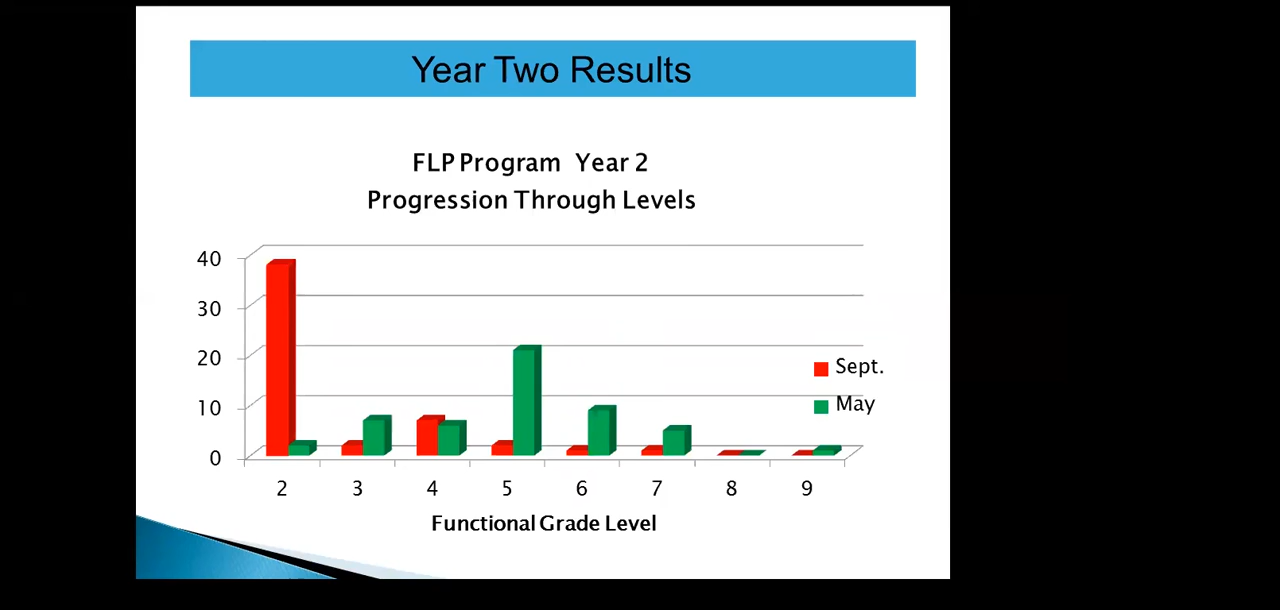 Year Two Results
FLP Program Year 2
Progression Through Levels
40
30
20
10
0
Sept.
May
2 3 4 5 6 7 8 9
Functional Grade Level